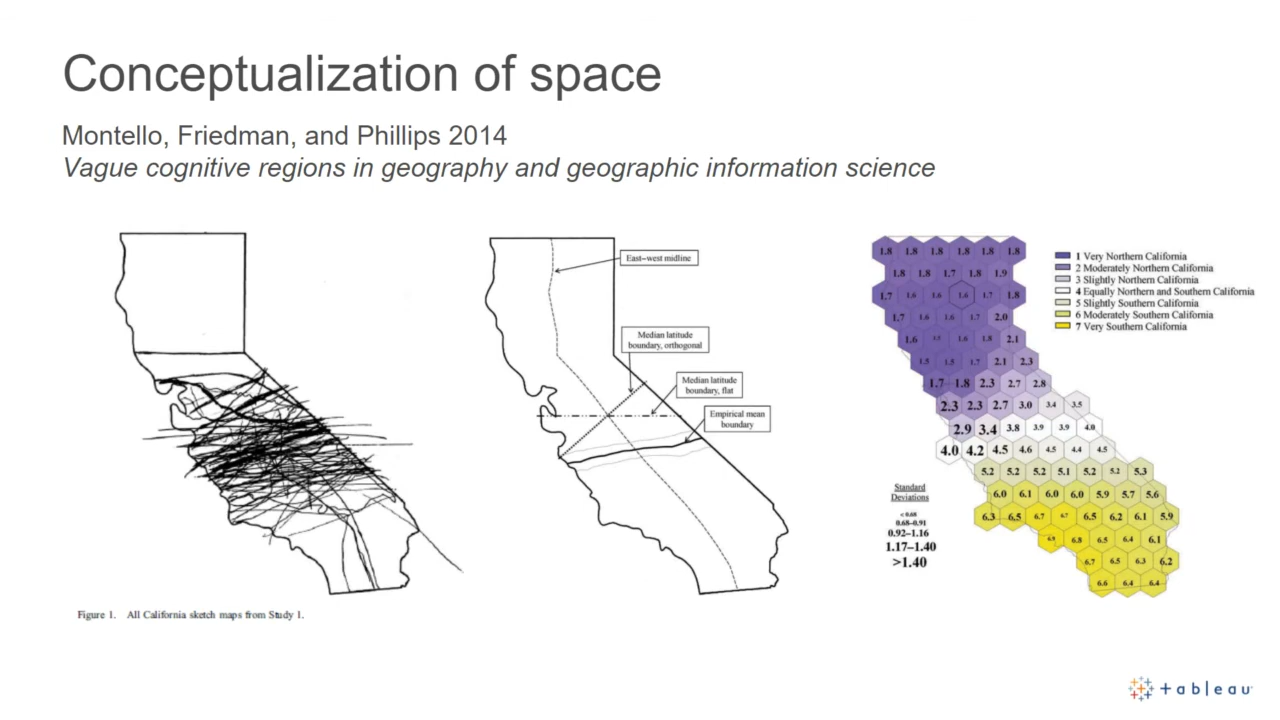 Conceptualization of space
Montello, Friedman, and Phillips 2014
Vague cognitive regions in geography and geographic information science
Figure 1. All California sketch maps from Study 1.
East–west midline
Median latitude
boundary, orthogonal
Median latitude
boundary, flat
Empirical mean
boundary
1.8 1.8 1.8 1.8 1.8 1.8
1.8 1.8 1.7 1.8 1.9
1.7 1.6 1.6 1.6 1.7 1.8
1.7 1.6 1.6 1.7 2.0
1.6 1.6 1.8 2.1
1.5 1.5 1.7 2.1 2.3
1.7 1.8 2.3 2.7 2.8
2.3 2.3 2.7 3.0 3.4 3.5
2.9 3.4 3.8 3.9 3.9 4.0
4.0 4.2 4.5 4.6 4.5 4.4 4.5
5.2 5.2 5.2 5.1 5.2 5.2 5.3
6.0 6.1 6.0 6.0 5.9 5.7 5.6
6.3 6.5 6.7 6.7 6.5 6.2 6.1 5.9
6.8 6.5 6.4 6.1
6.7 6.5 6.3 6.2
6.6 6.4 6.4
1 Very Northern California
2 Moderately Northern California
3 Slightly Northern California
4 Equally Northern and Southern California
5 Slightly Southern California
6 Moderately Southern California
7 Very Southern California
Standard
Deviations
< 0.68
0.68–0.91
0.92–1.16
1.17–1.40
>1.40
+ableau